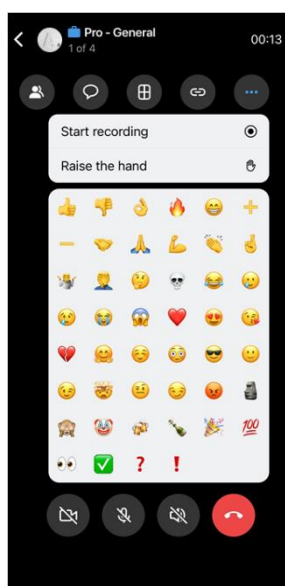 Pro - General
00:13
1 of 4
Start recording
Raise the hand